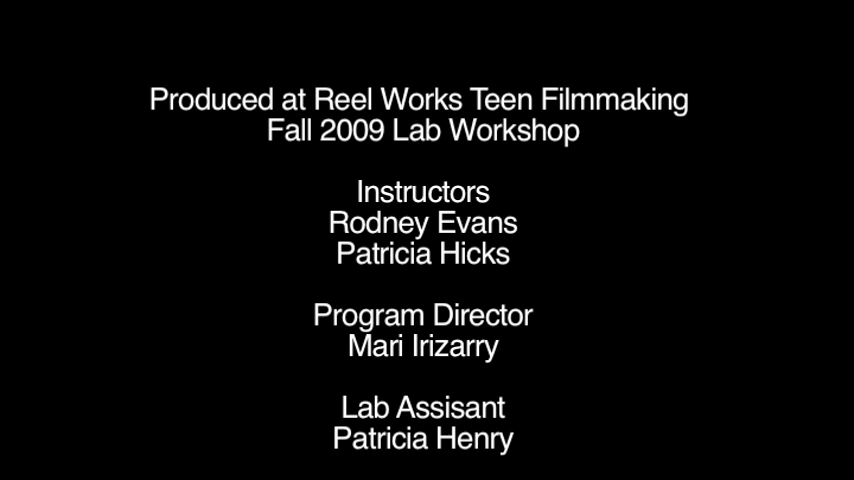 Produced at Reel Works Teen Filmmaking
Fall 2009 Lab Workshop
Instructors
Rodney Evans
Patricia Hicks
Program Director
Mari Irizarry
Lab Assisant
Patricia Henry